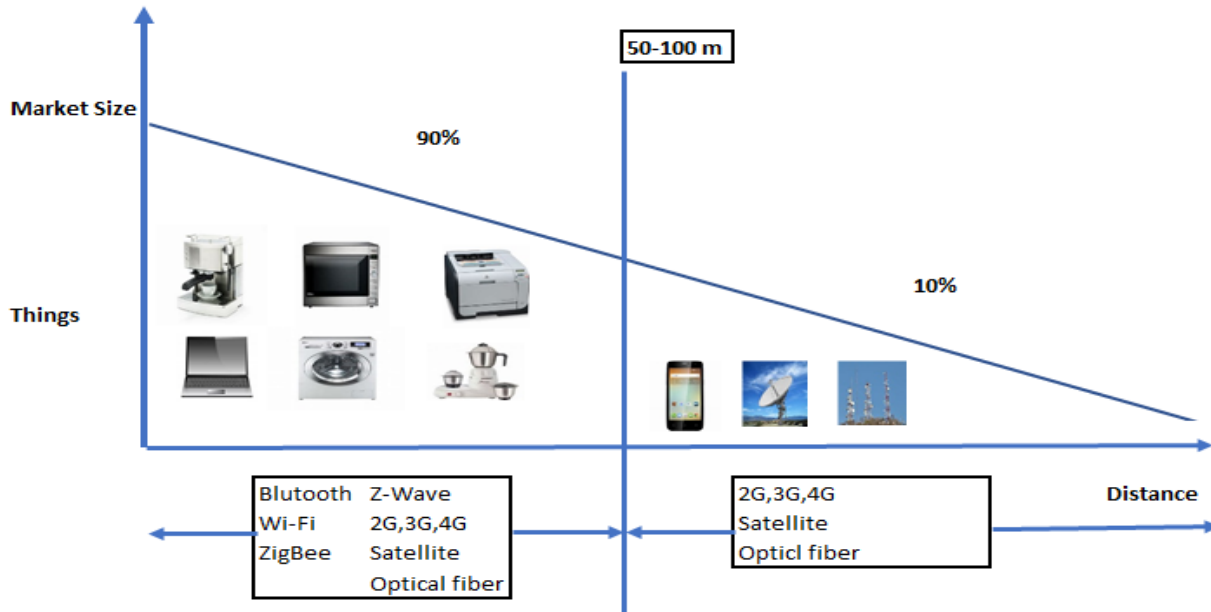 50-100 m
Market Size
90%
10%
Things
Distance
Blutooth Z-Wave
Wi-Fi 2G,3G,4G
ZigBee Satellite
Optical fiber
2G,3G,4G
Satellite
Opticl fiber